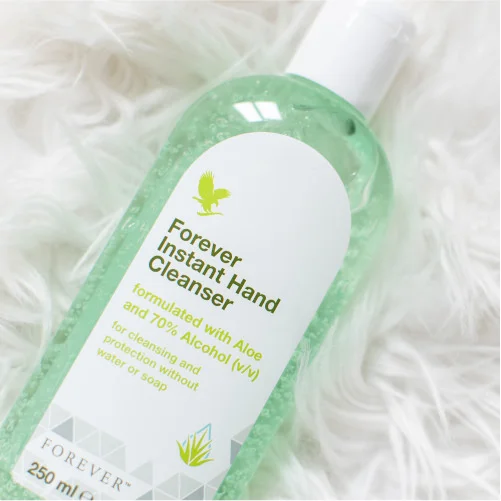 Forever
Instant Hand
Cleanser
formulated with Aloe
and 70% Alcohol (v/v)
for cleansing and
protection without
water or soap
FOREVER™
250 ml e